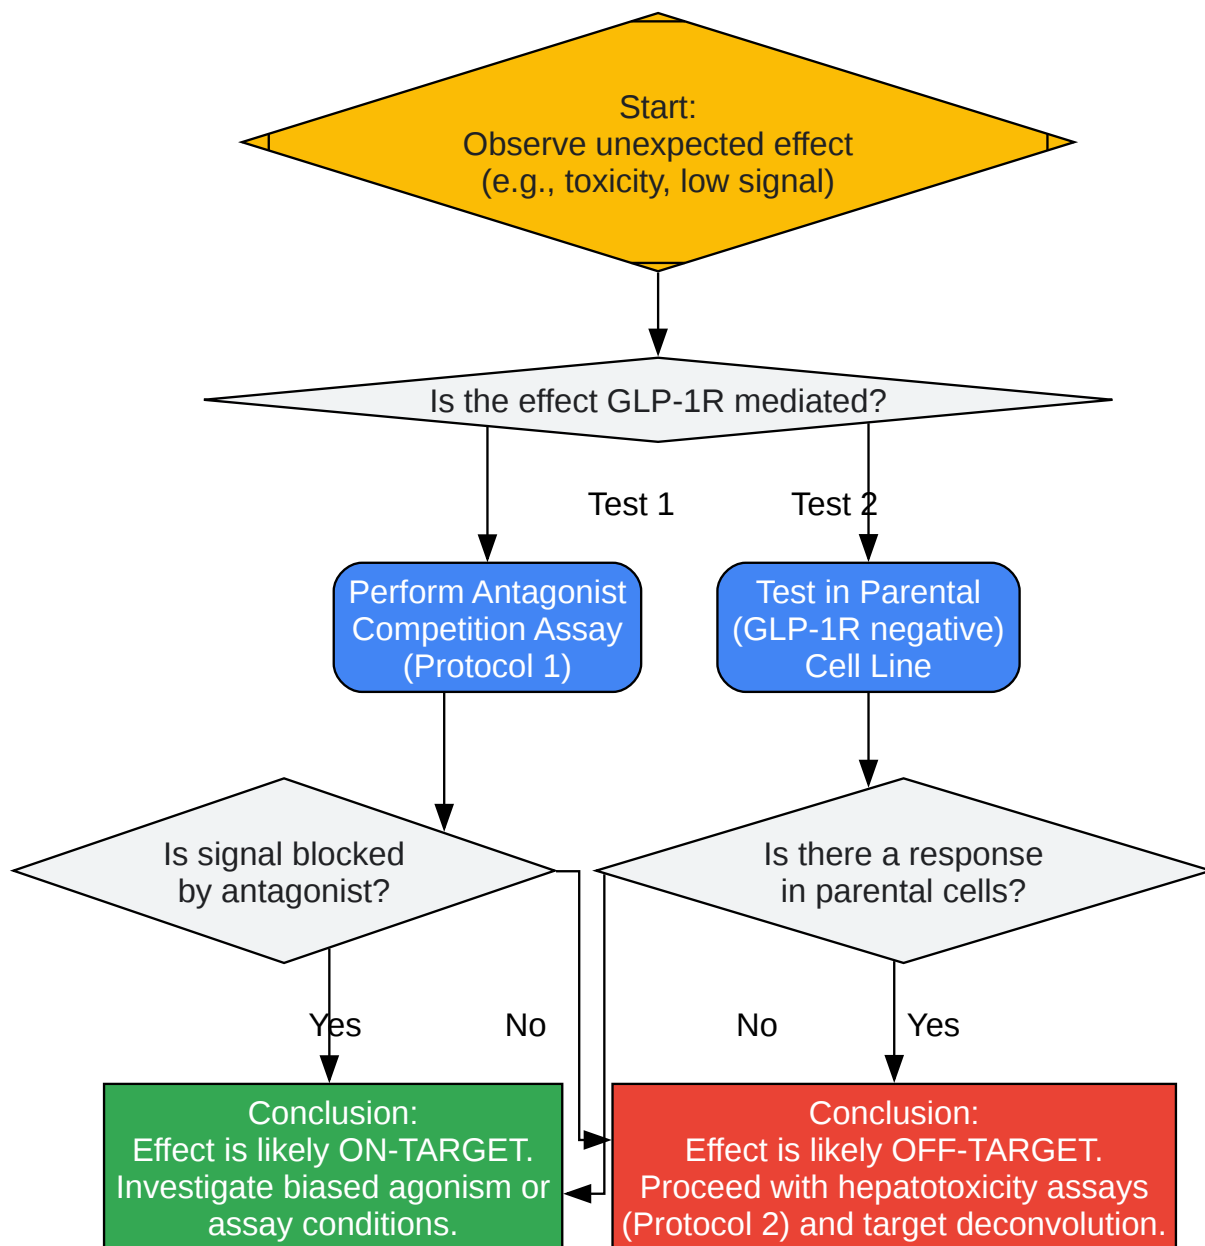 Start:
Observe unexpected effect
(e.g., toxicity, low signal)
Is the effect GLP-1R mediated?
Test 1
Test 2
Perform Antagonist
Competition Assay
(Protocol 1)
Test in Parental
(GLP-1R negative)
Cell Line
Is signal blocked
by antagonist?
Is there a response
in parental cells?
Yes
No
No
Yes
Conclusion:
Effect is likely ON-TARGET.
Investigate biased agonism or
assay conditions.
Conclusion:
Effect is likely OFF-TARGET.
Proceed with hepatotoxicity assays
(Protocol 2) and target deconvolution.